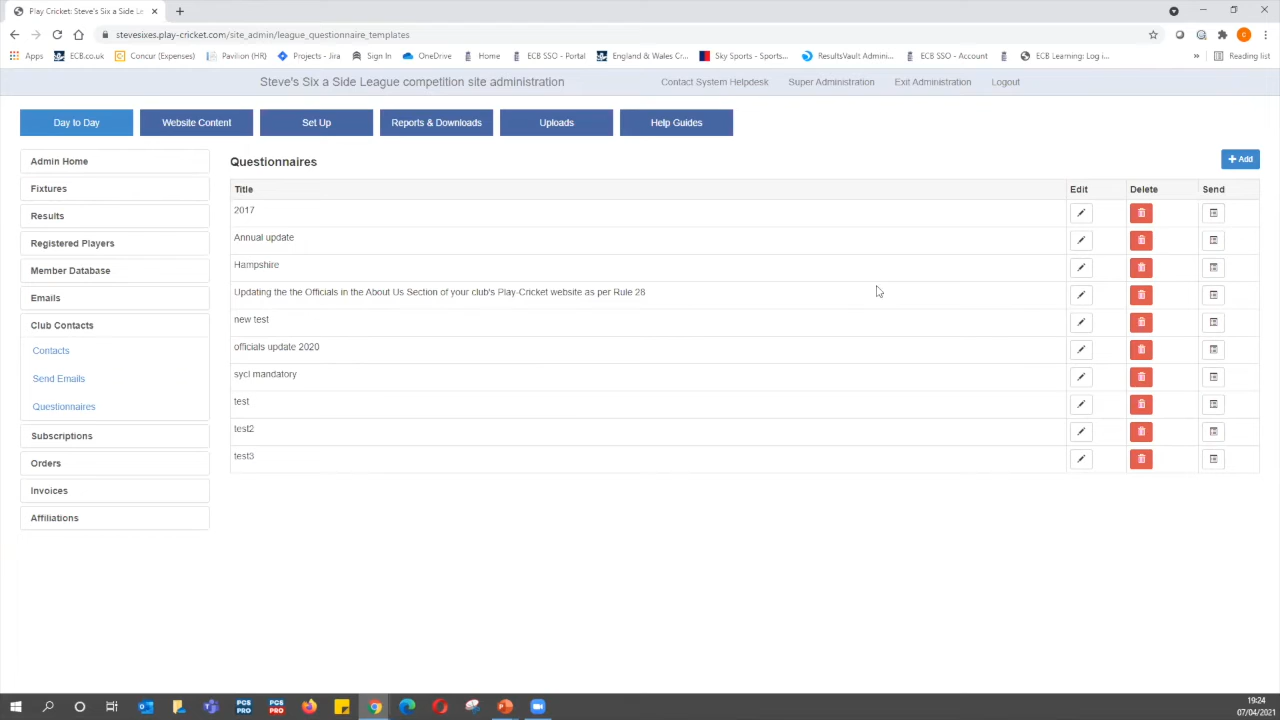 Play Cricket: Steve's Six a Side Le
stevesixes.play-cricket.com/site_admin/league_questionnaire_templates
Apps ECB.co.uk Concur (Expenses) Pavilion (HR) Projects - Jira Sign In OneDrive Home ECB SSO - Portal England & Wales Cr... Sky Sports - Sports... ResultsVault Admini... ECB SSO - Account ECB Learning: Log i... » Reading list
Steve's Six a Side League competition site administration Contact System Helpdesk Super Administration Exit Administration Logout
Day to Day Website Content Set Up Reports & Downloads Uploads Help Guides
Admin Home
Fixtures
Results
Registered Players
Member Database
Emails
Club Contacts
Contacts
Send Emails
Questionnaires
Subscriptions
Orders
Invoices
Affiliations
Questionnaires + Add
Title Edit Delete Send
2017
Annual update
Hampshire
Updating the the Officials in the About Us Section of your club's Play-Cricket website as per Rule 28
new test
officials update 2020
sycl mandatory
test
test2
test3
PCS PRO PCS PRO
19:24
07/04/2021